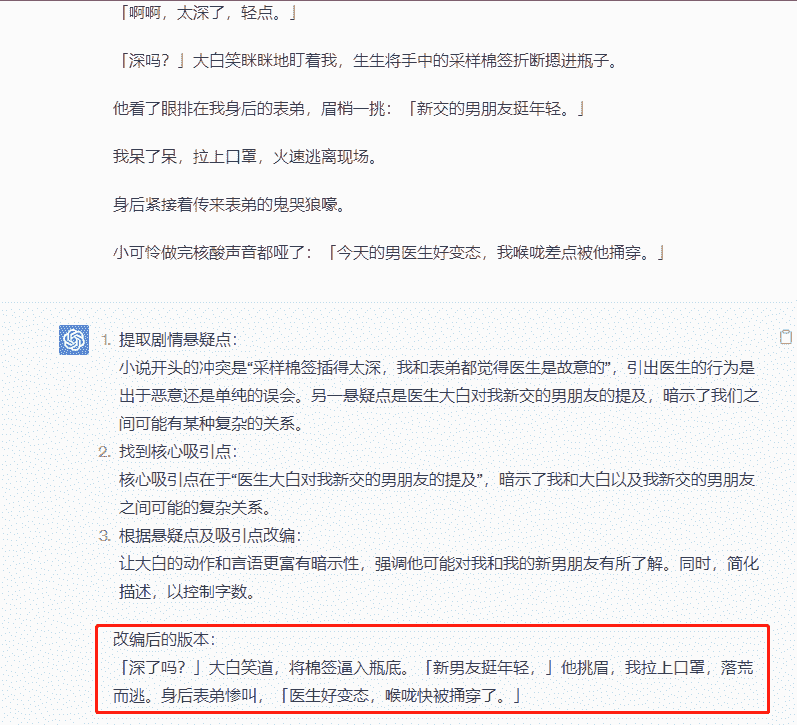 「啊啊，太深了，轻点。」
「深吗？」大白笑眯眯地盯着我，生生将手中的采样棉签折断摁进瓶子。
他看了眼排在我身后的表弟，眉梢一挑：「新交的男朋友挺年轻。」
我呆了呆，拉上口罩，火速逃离现场。
身后紧接着传来表弟的鬼哭狼嚎。
小可怜做完核酸声音都哑了：「今天的男医生好变态，我喉咙差点被他捅穿。」
1. 提取剧情悬疑点：
小说开头的冲突是“采样棉签插得太深，我和表弟都觉得医生是故意的”，引出医生的行为是
出于恶意还是单纯的误会。另一悬疑点是医生大白对我新交的男朋友的提及，暗示了我们之
间可能有某种复杂的关系。
2. 找到核心吸引点：
核心吸引点在于“医生大白对我新交的男朋友的提及”，暗示了我和大白以及我新交的男朋友
之间可能的复杂关系。
3. 根据悬疑点及吸引点改编：
让大白的动作和言语更富有暗示性，强调他可能对我和我的新男朋友有所了解。同时，简化
描述，以控制字数。
改编后的版本：
「深了吗？」大白笑道，将棉签逼入瓶底。「新男友挺年轻，」他挑眉，我拉上口罩，落荒
而逃。身后表弟惨叫，「医生好变态，喉咙快被捅穿了。」